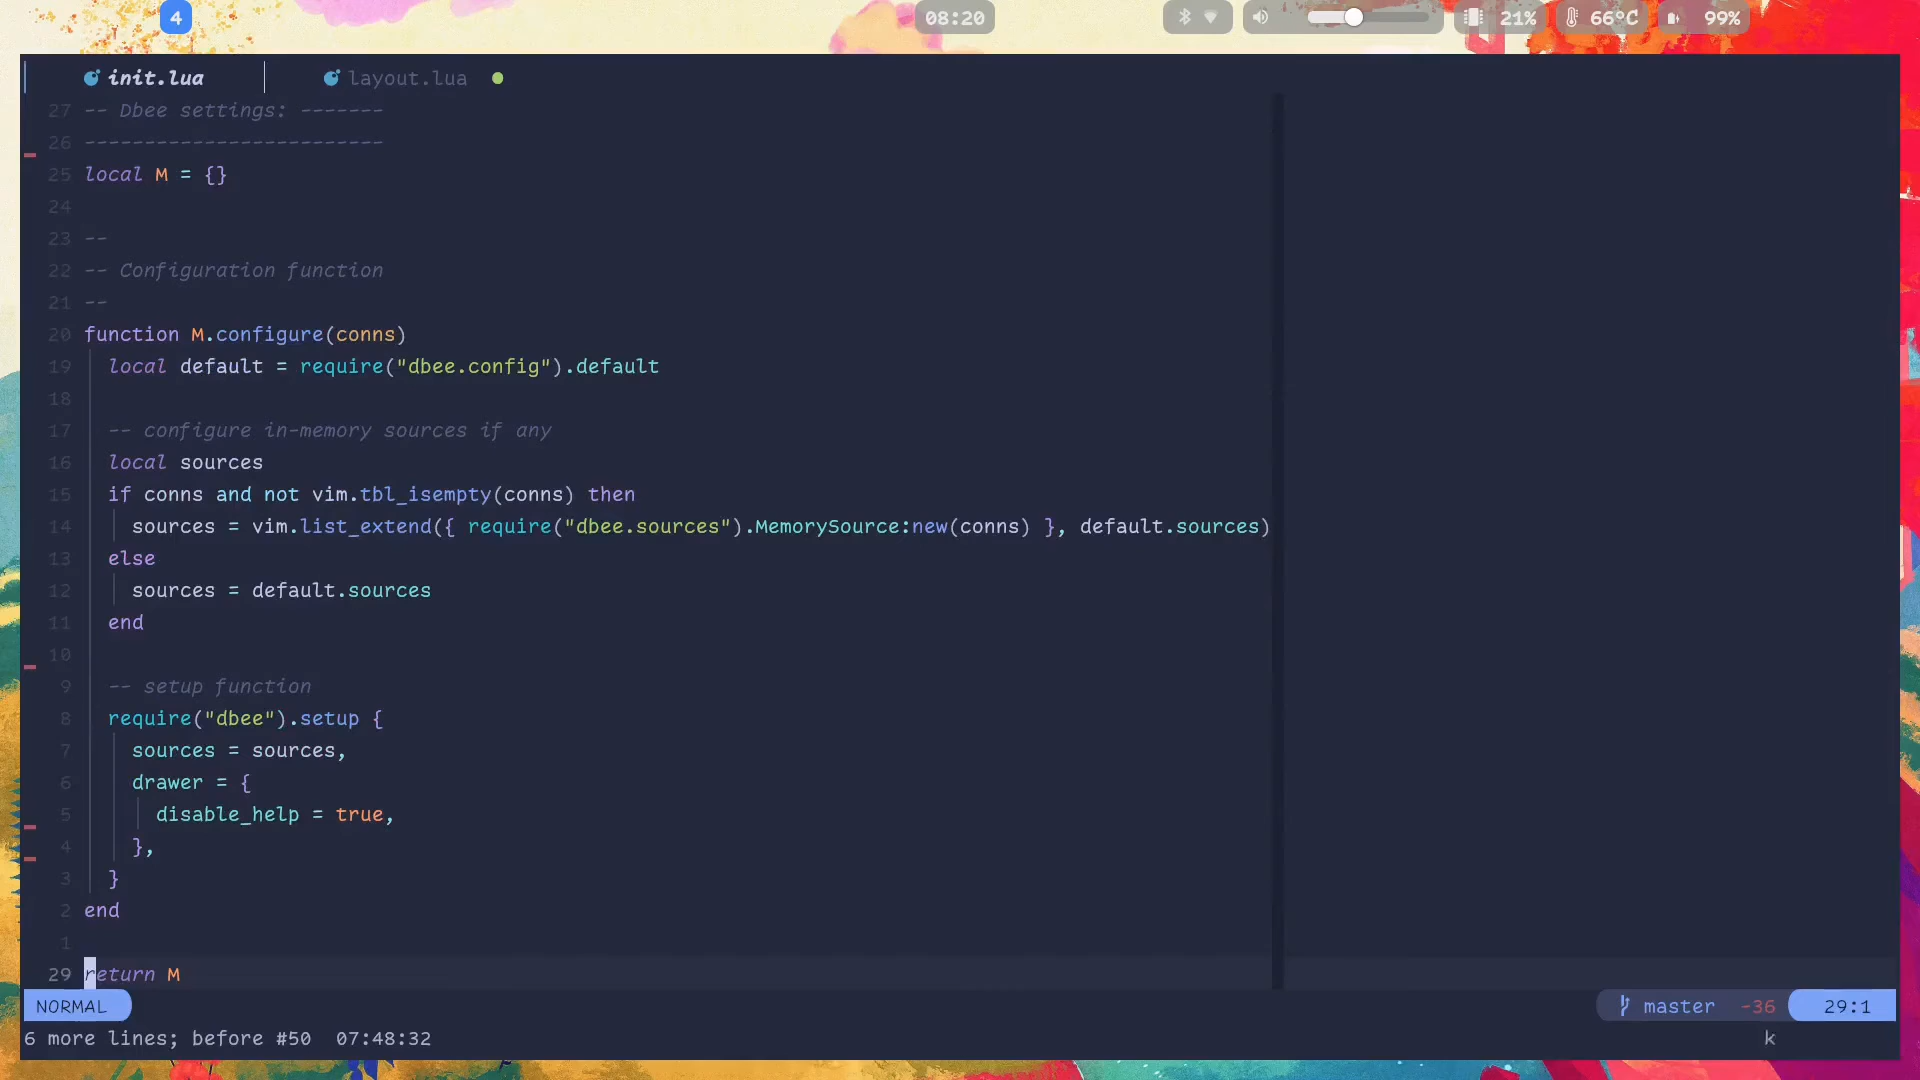 4
08:20
21%
66°C
99%
init.lua
layout.lua
27 -- Dbee settings: -------
26 -------------------------
25 local M = {}
24
23 --
22 -- Configuration function
21 --
20 function M.configure(conns)
19 local default = require("dbee.config").default
18
17 -- configure in-memory sources if any
16 local sources
15 if conns and not vim.tbl_isempty(conns) then
14 sources = vim.list_extend({ require("dbee.sources").MemorySource:new(conns) }, default.sources)
13 else
12 sources = default.sources
11 end
10
9 -- setup function
8 require("dbee").setup {
7 sources = sources,
6 drawer = {
5 disable_help = true,
4 },
3 }
2 end
1
29 return M
NORMAL
master -36 29:1
6 more lines; before #50 07:48:32
k